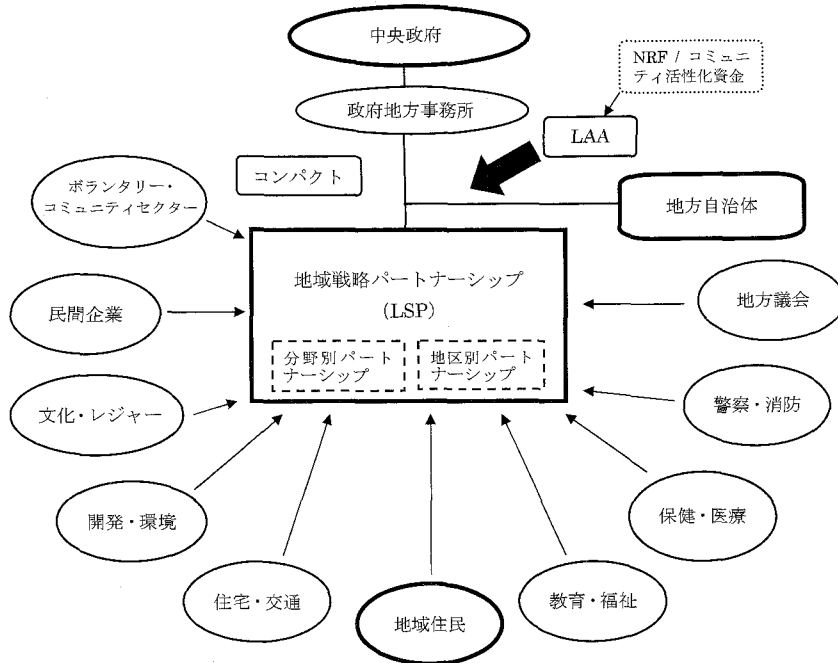 中央政府
NRF / コミュニ
ティ活性化資金
政府地方事務所
LAA
コンパクト
ボランタリー・
コミュニティセクター
地方自治体
地域戦略パートナーシップ
(LSP)
民間企業
地方議会
分野別パート
ナーシップ
地区別パート
ナーシップ
文化・レジャー
警察・消防
開発・環境
保健・医療
住宅・交通
地域住民
教育・福祉